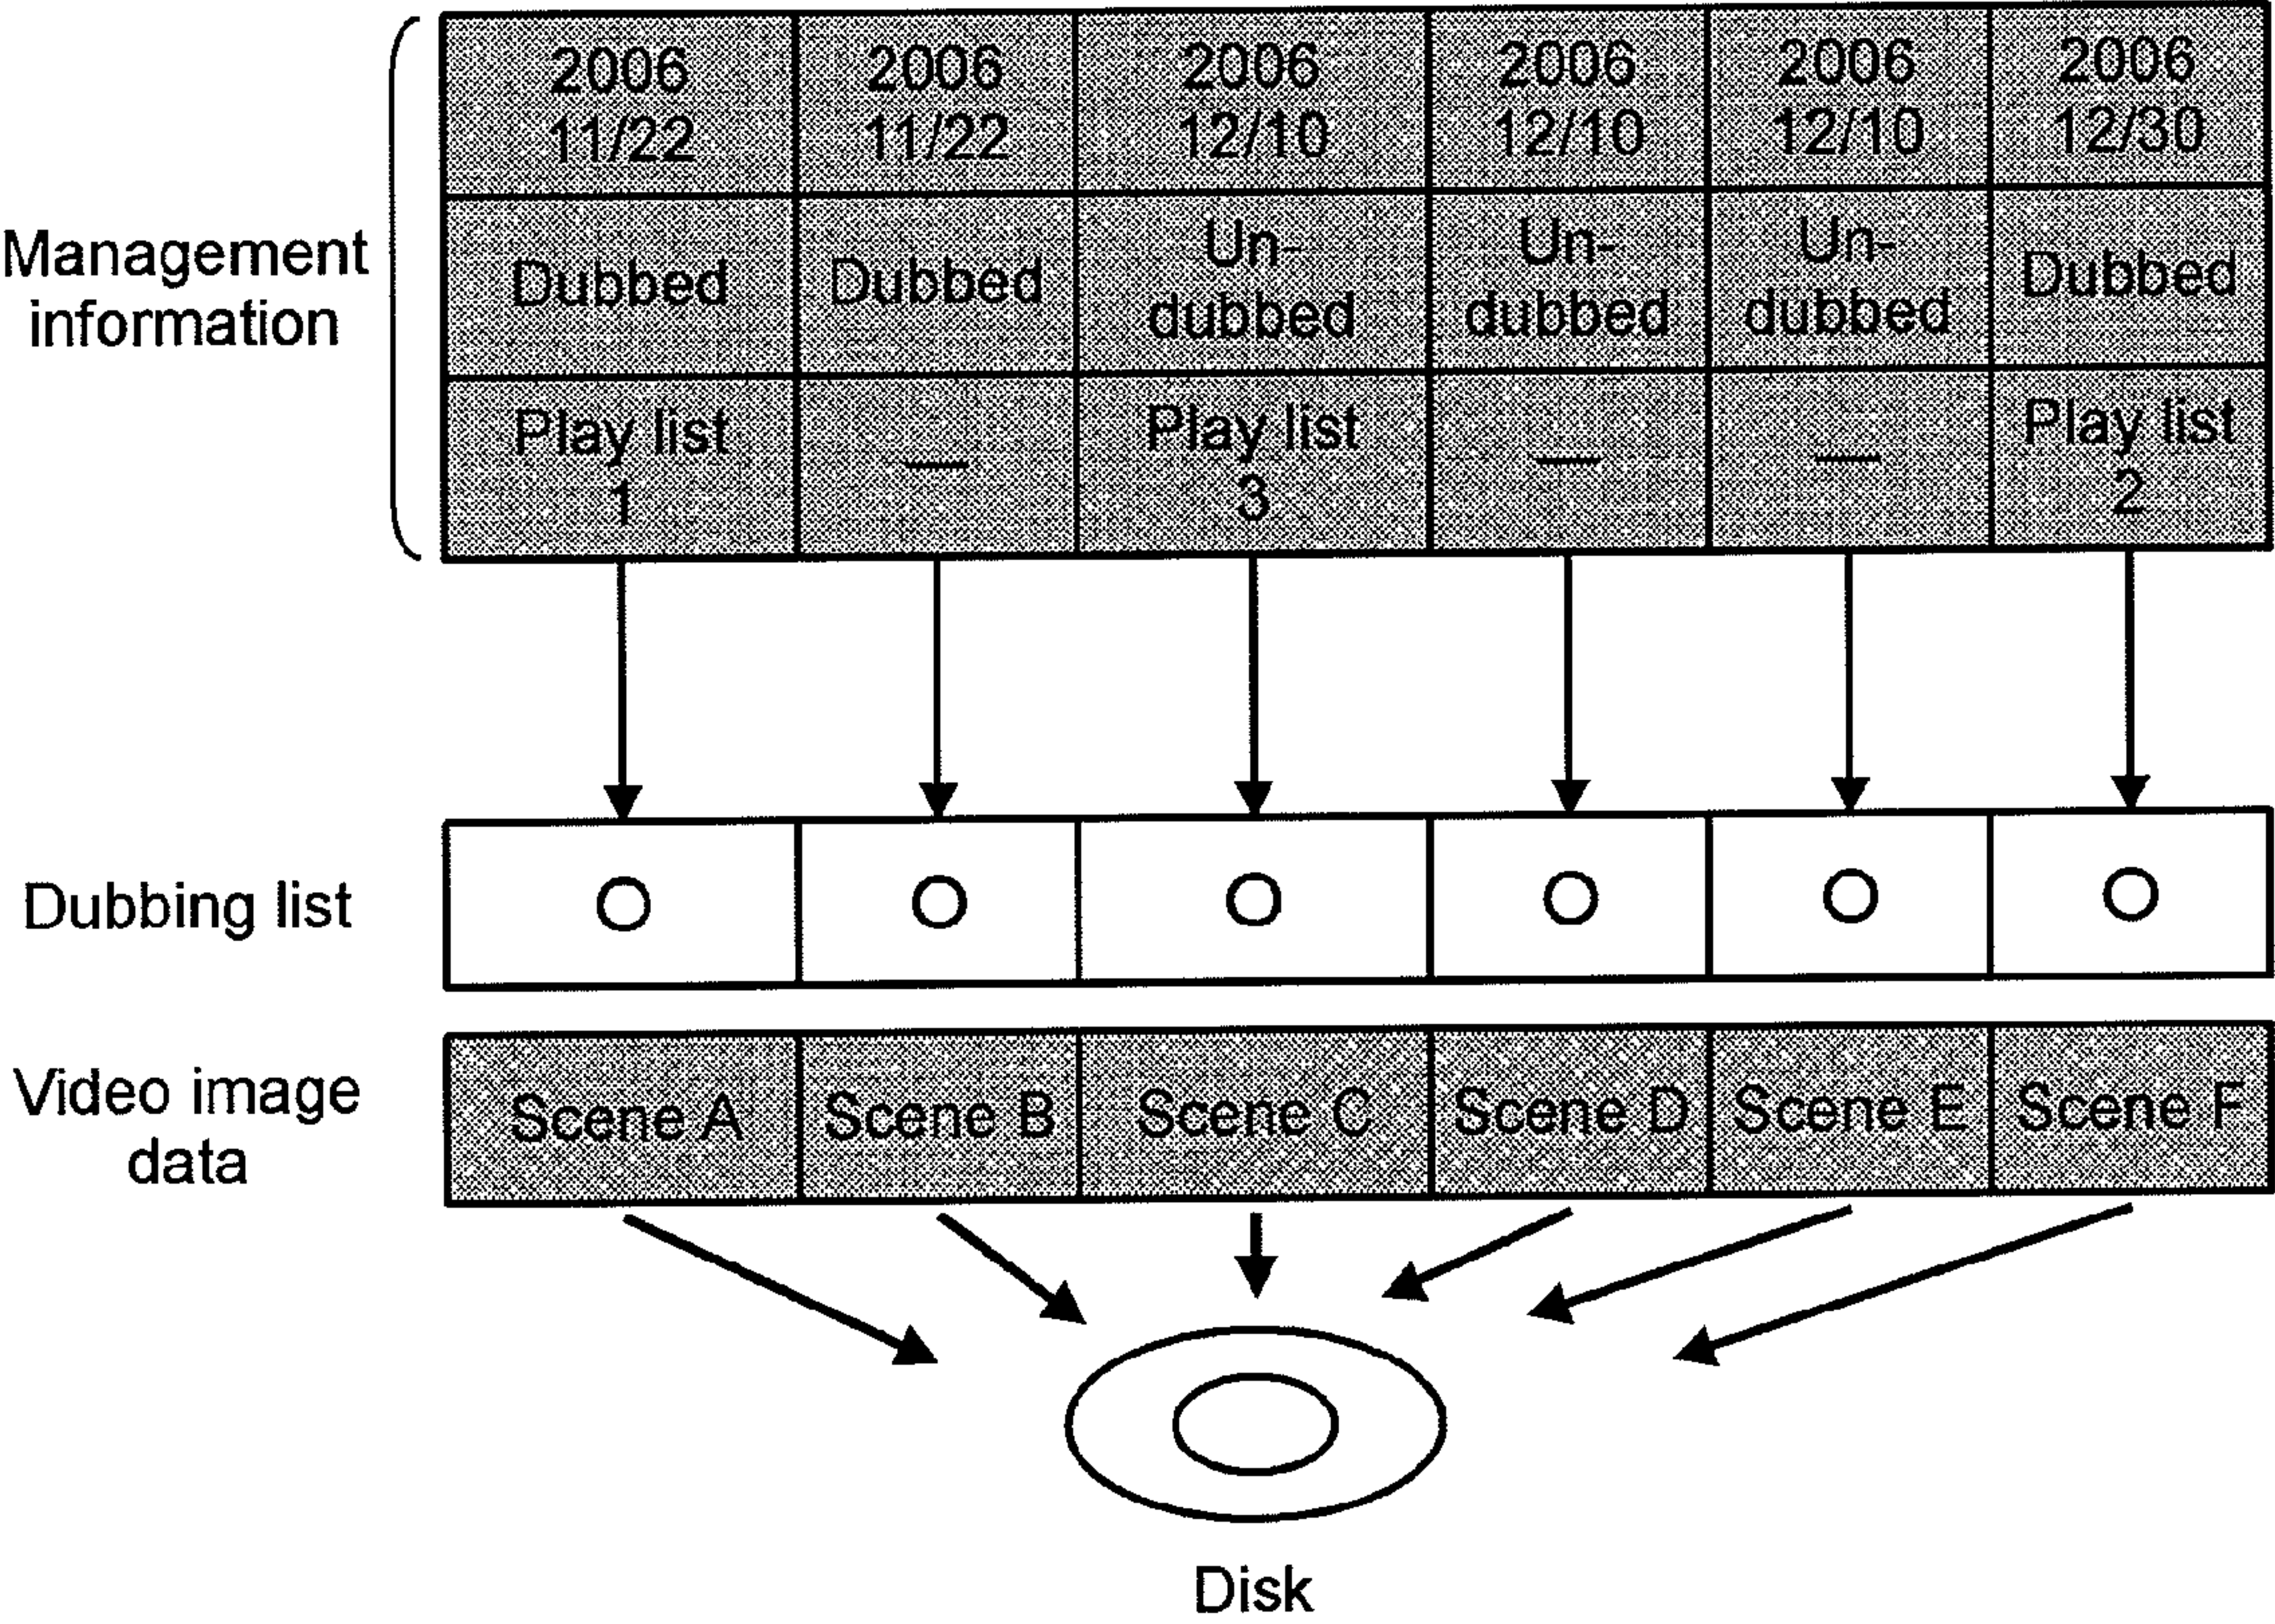 2006 2006 2006 2006 2006 2006
11/22 11/22 12/10 12/10 12/10 12/30
Management
information
Dubbed Dubbed Un- Un- Un- Dubbed
dubbed dubbed dubbed
Play list — Play list — — Play list
1 3 2
Dubbing list
Video image
data
Scene A Scene B Scene C Scene D Scene E Scene F
Disk